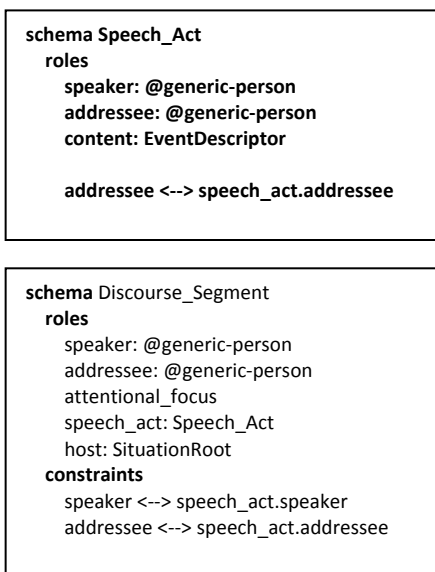 schema Speech_Act
roles
speaker: @generic-person
addressee: @generic-person
content: EventDescriptor
addressee <--> speech_act.addressee
schema Discourse_Segment
roles
speaker: @generic-person
addressee: @generic-person
attentional_focus
speech_act: Speech_Act
host: SituationRoot
constraints
speaker <--> speech_act.speaker
addressee <--> speech_act.addressee